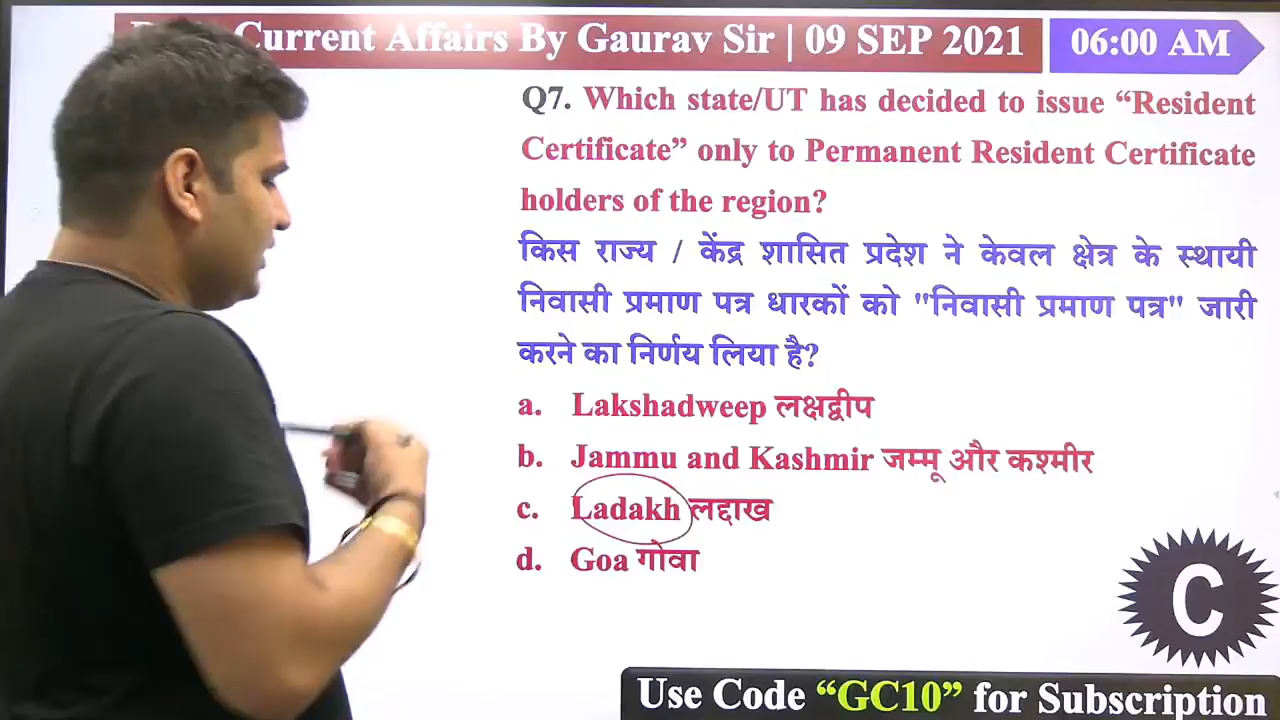 Current Affairs By Gaurav Sir | 09 SEP 2021
06:00 AM
Q7. Which state/UT has decided to issue “Resident
Certificate” only to Permanent Resident Certificate
holders of the region?
किस राज्य / केंद्र शासित प्रदेश ने केवल क्षेत्र के स्थायी
निवासी प्रमाण पत्र धारकों को "निवासी प्रमाण पत्र" जारी
करने का निर्णय लिया है?
a. Lakshadweep लक्षद्वीप
b. Jammu and Kashmir जम्मू और कश्मीर
c. Ladakh लद्दाख
d. Goa गोवा
C
Use Code “GC10” for Subscription